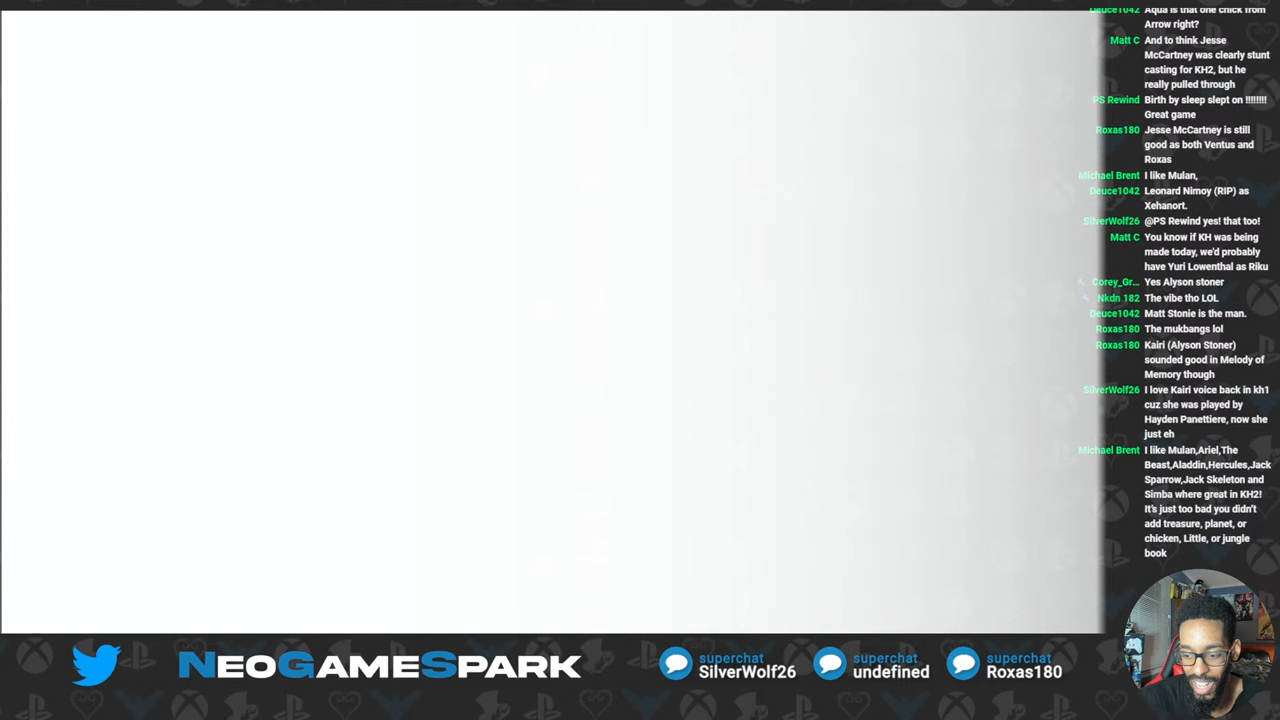 Deuce1042 Aqua is that one chick from
Arrow right?
Matt C And to think Jesse
McCartney was clearly stunt
casting for KH2, but he
really pulled through
PS Rewind Birth by sleep slept on !!!!!!!!
Great game
Roxas180 Jesse McCartney is still
good as both Ventus and
Roxas
Michael Brent I like Mulan,
Deuce1042 Leonard Nimoy (RIP) as
Xehanort.
SilverWolf26 @PS Rewind yes! that too!
Matt C You know if KH was being
made today, we'd probably
have Yuri Lowenthal as Riku
Corey_Gr... Yes Alyson stoner
Nkdn 182 The vibe tho LOL
Deuce1042 Matt Stonie is the man.
Roxas180 The mukbangs lol
Roxas180 Kairi (Alyson Stoner)
sounded good in Melody of
Memory though
SilverWolf26 I love Kairi voice back in kh1
cuz she was played by
Hayden Panettiere, now she
just eh
Michael Brent I like Mulan,Ariel,The
Beast,Aladdin,Hercules,Jack
Sparrow,Jack Skeleton and
Simba where great in KH2!
It's just too bad you didn't
add treasure, planet, or
chicken, Little, or jungle
book
NEOGAMESPARK
superchat
SilverWolf26
superchat
undefined
superchat
Roxas180